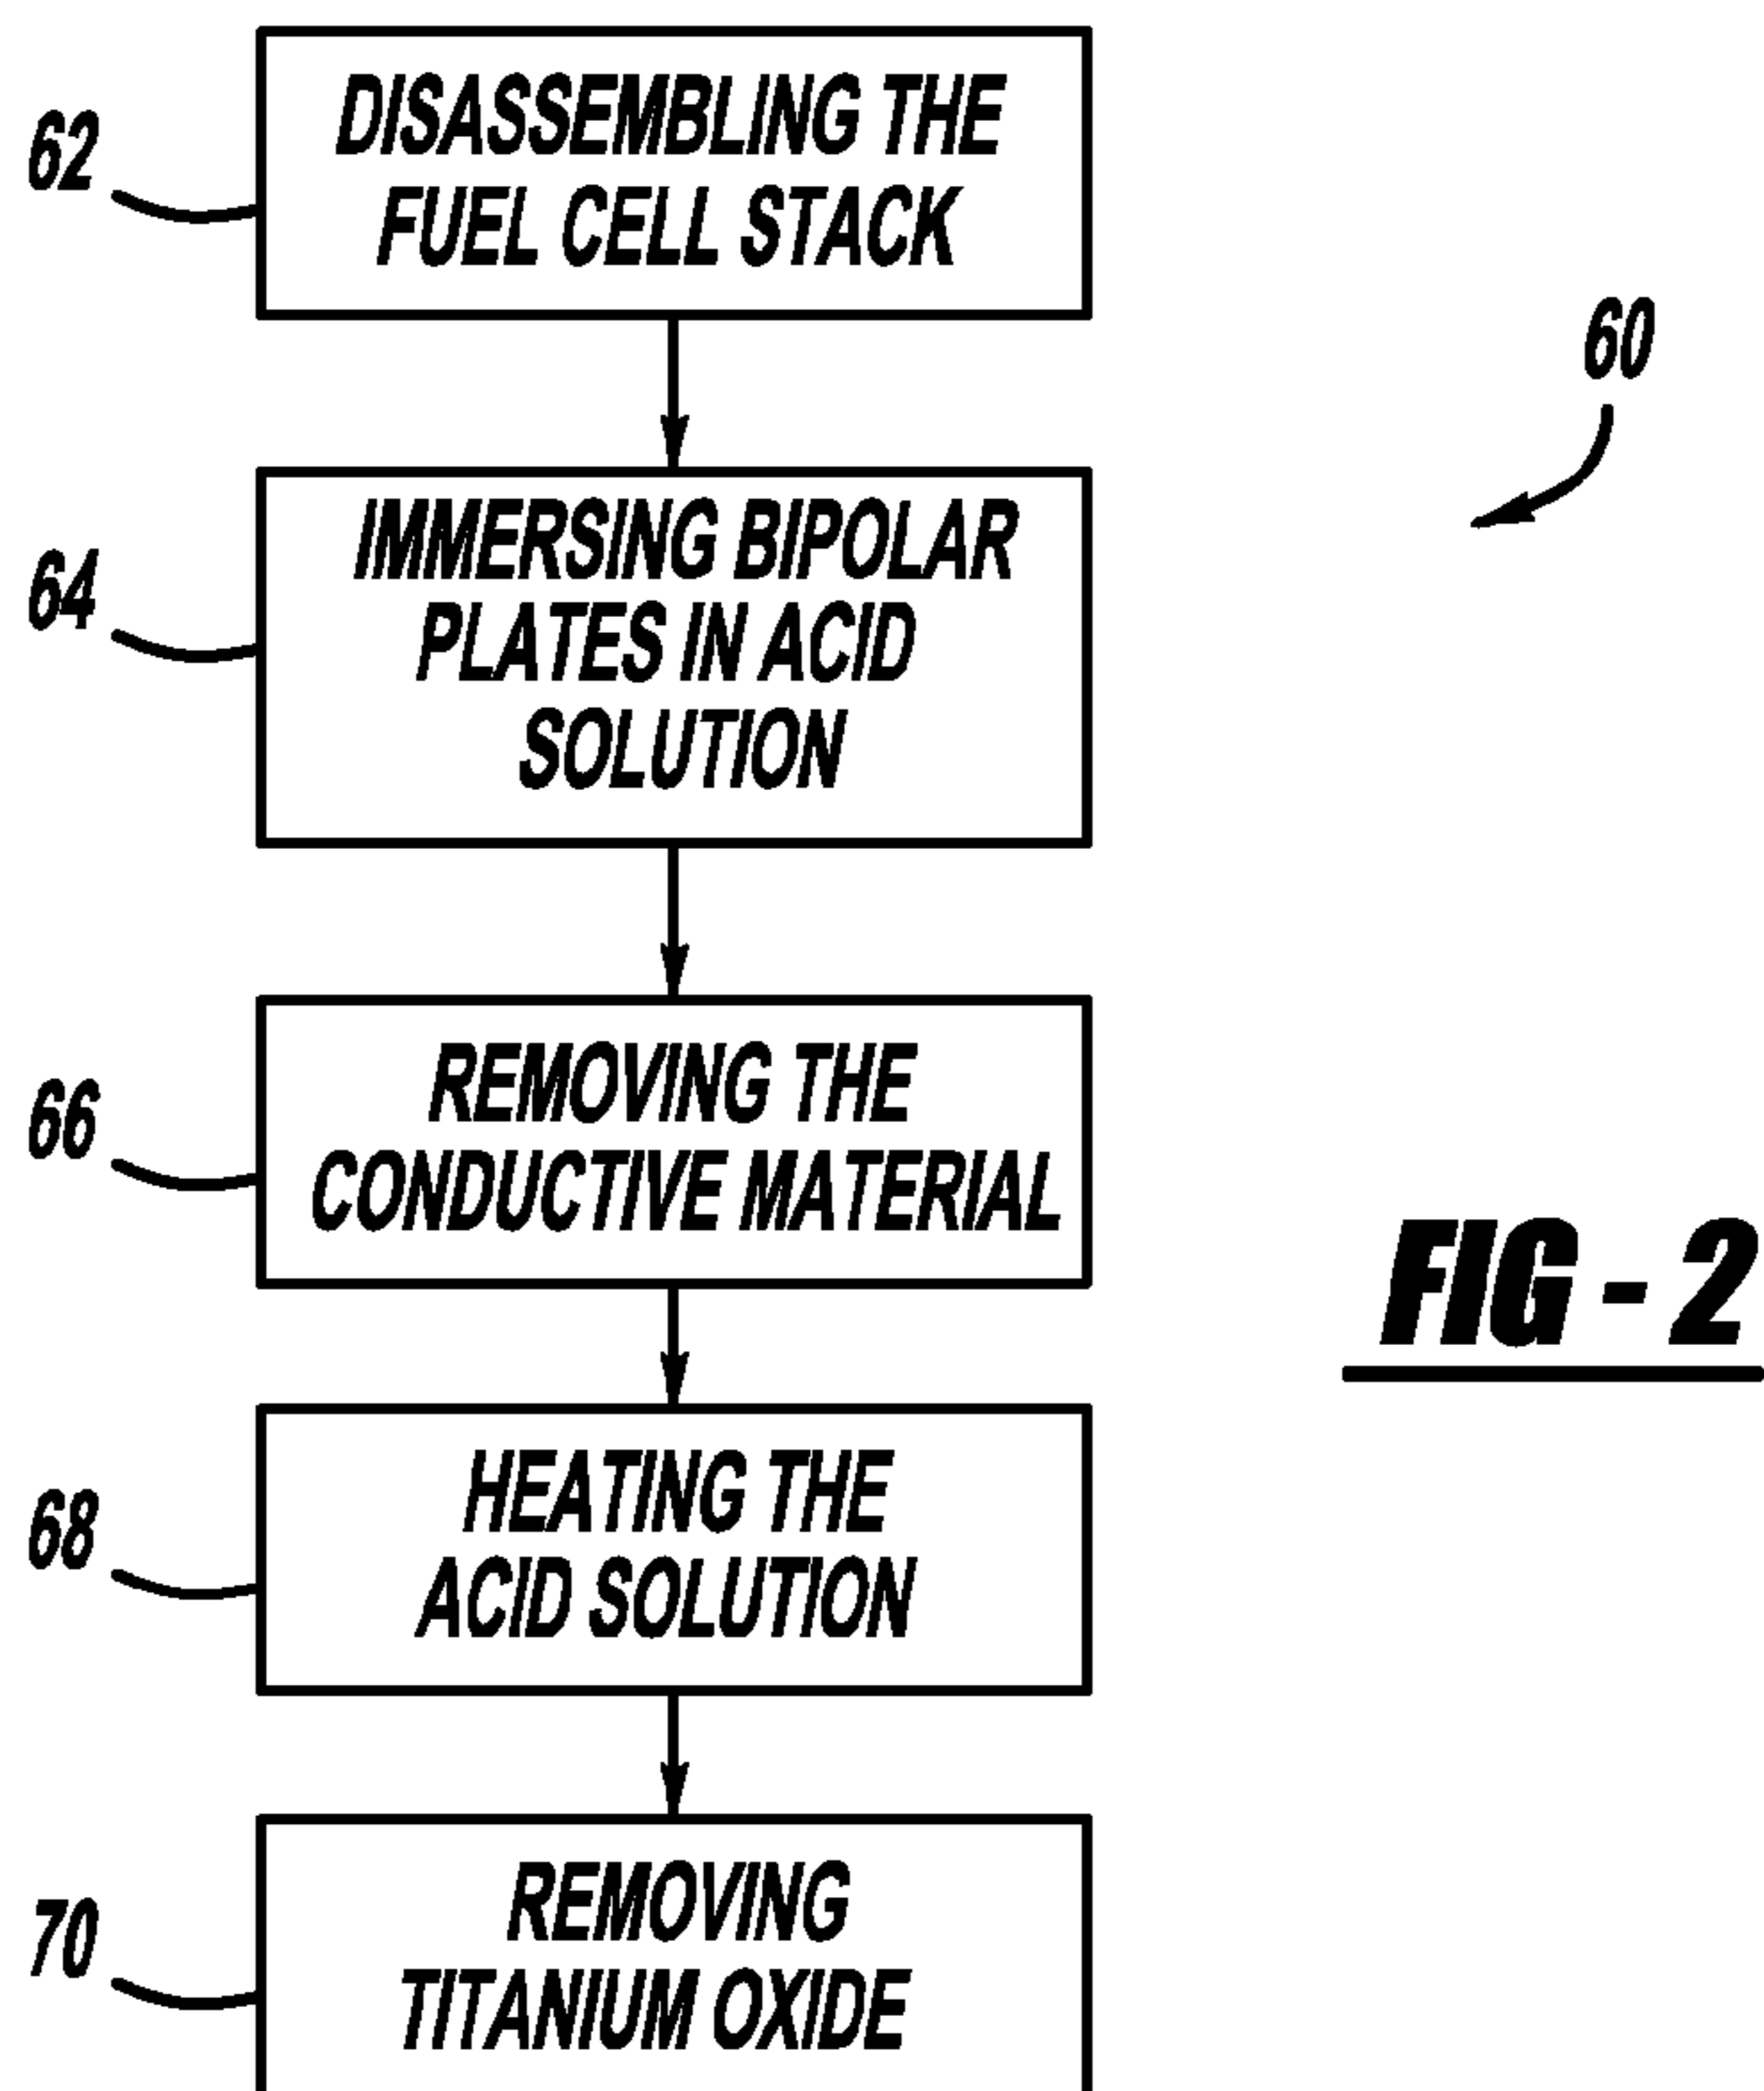 62
DISASSEMBLING THE
FUEL CELL STACK
60
64
IMMERSING BIPOLAR
PLATES IN ACID
SOLUTION
66
REMOVING THE
CONDUCTIVE MATERIAL
FIG - 2
68
HEATING THE
ACID SOLUTION
70
REMOVING
TITANIUM OXIDE